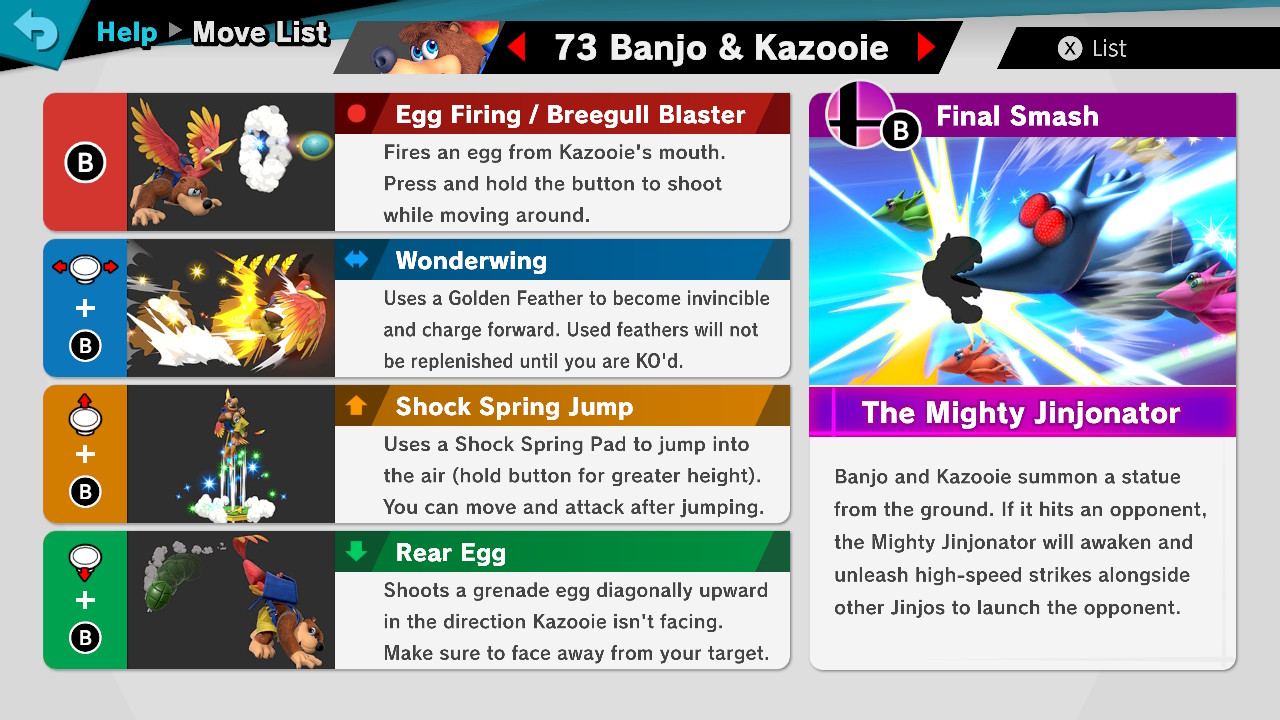 Help ▶ Move List
73 Banjo & Kazooie
X List
B
Egg Firing / Breegull Blaster
Fires an egg from Kazooie's mouth.
Press and hold the button to shoot
while moving around.
+
B
Wonderwing
Uses a Golden Feather to become invincible
and charge forward. Used feathers will not
be replenished until you are KO'd.
+
B
Shock Spring Jump
Uses a Shock Spring Pad to jump into
the air (hold button for greater height).
You can move and attack after jumping.
+
B
Rear Egg
Shoots a grenade egg diagonally upward
in the direction Kazooie isn't facing.
Make sure to face away from your target.
B
Final Smash
The Mighty Jinjonator
Banjo and Kazooie summon a statue
from the ground. If it hits an opponent,
the Mighty Jinjonator will awaken and
unleash high-speed strikes alongside
other Jinjos to launch the opponent.